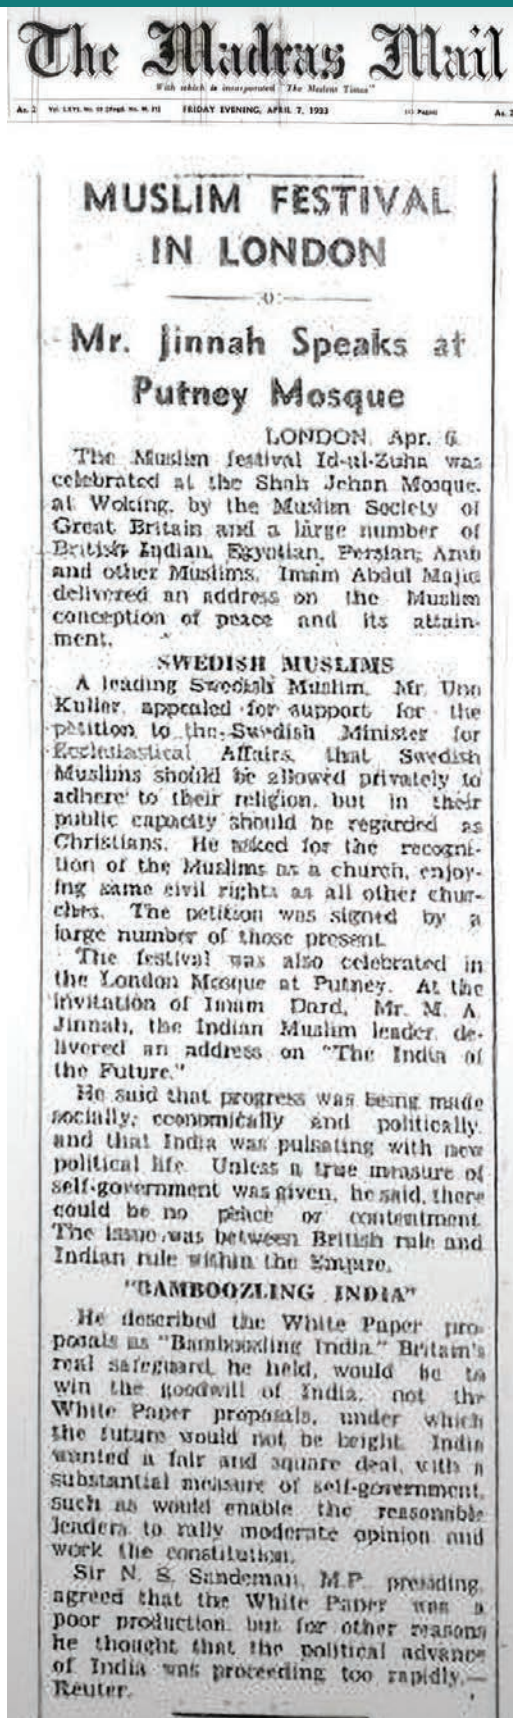 The Madras Mail
With which is incorporated "The Madras Times"
FRIDAY EVENING, APRIL 7, 1933
MUSLIM FESTIVAL
IN LONDON
:0:
Mr. Jinnah Speaks at
Putney Mosque
LONDON, Apr. 6.
The Muslim festival Id-ul-Zuha was
celebrated at the Shah Jehan Mosque,
at Woking, by the Muslim Society of
Great Britain and a large number of
British Indian, Egyptian, Persian, Arab
and other Muslims. Imam Abdul Majid
delivered an address on the Muslim
conception of peace and its attain-
ment.
SWEDISH MUSLIMS
A leading Swedish Muslim, Mr.
Kuller, appealed for support for the
petition to the Swedish Minister for
Ecclesiastical Affairs, that Swedish
Muslims should be allowed privately to
adhere to their religion, but in their
public capacity should be regarded as
Christians. He asked for the recogni-
tion of the Muslims as a church, enjoy-
ing same civil rights as all other chur-
ches. The petition was signed by a
large number of those present.
The festival was also celebrated in
the London Mosque at Putney. At the
invitation of Imam Dard, Mr. M. A.
Jinnah, the Indian Muslim leader, de-
livered an address on "The India of
the Future."
He said that progress was being made
socially, economically and politically,
and that India was pulsating with new
political life. Unless a true measure of
self-government was given, he said, there
could be no peace or contentment.
The issue was between British rule and
Indian rule within the Empire.
"BAMBOOZLING INDIA"
He described the White Paper pro-
posals as "Bamboozling India." Britain's
real safeguard, he held, would be to
win the goodwill of India, not the
White Paper proposals, under which
the future would not be bright. India
wanted a fair and square deal, with a
substantial measure of self-government,
such as would enable the reasonable
leaders to rally moderate opinion and
work the constitution.
Sir N. S. Sandeman, M.P. presiding,
agreed that the White Paper was a
poor production, but for other reasons
he thought that the political advance
of India was proceeding too rapidly.—
Reuter.